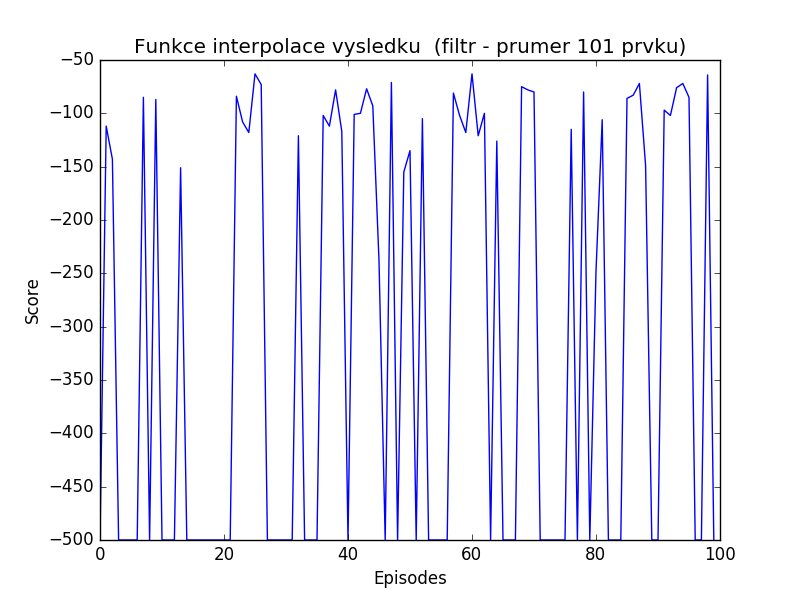 Funkce interpolace vysledku  (filtr - prumer 101 prvku)
−50
−100
−150
−200
−250
−300
−350
−400
−450
−500
Score
0 20 40 60 80 100
Episodes